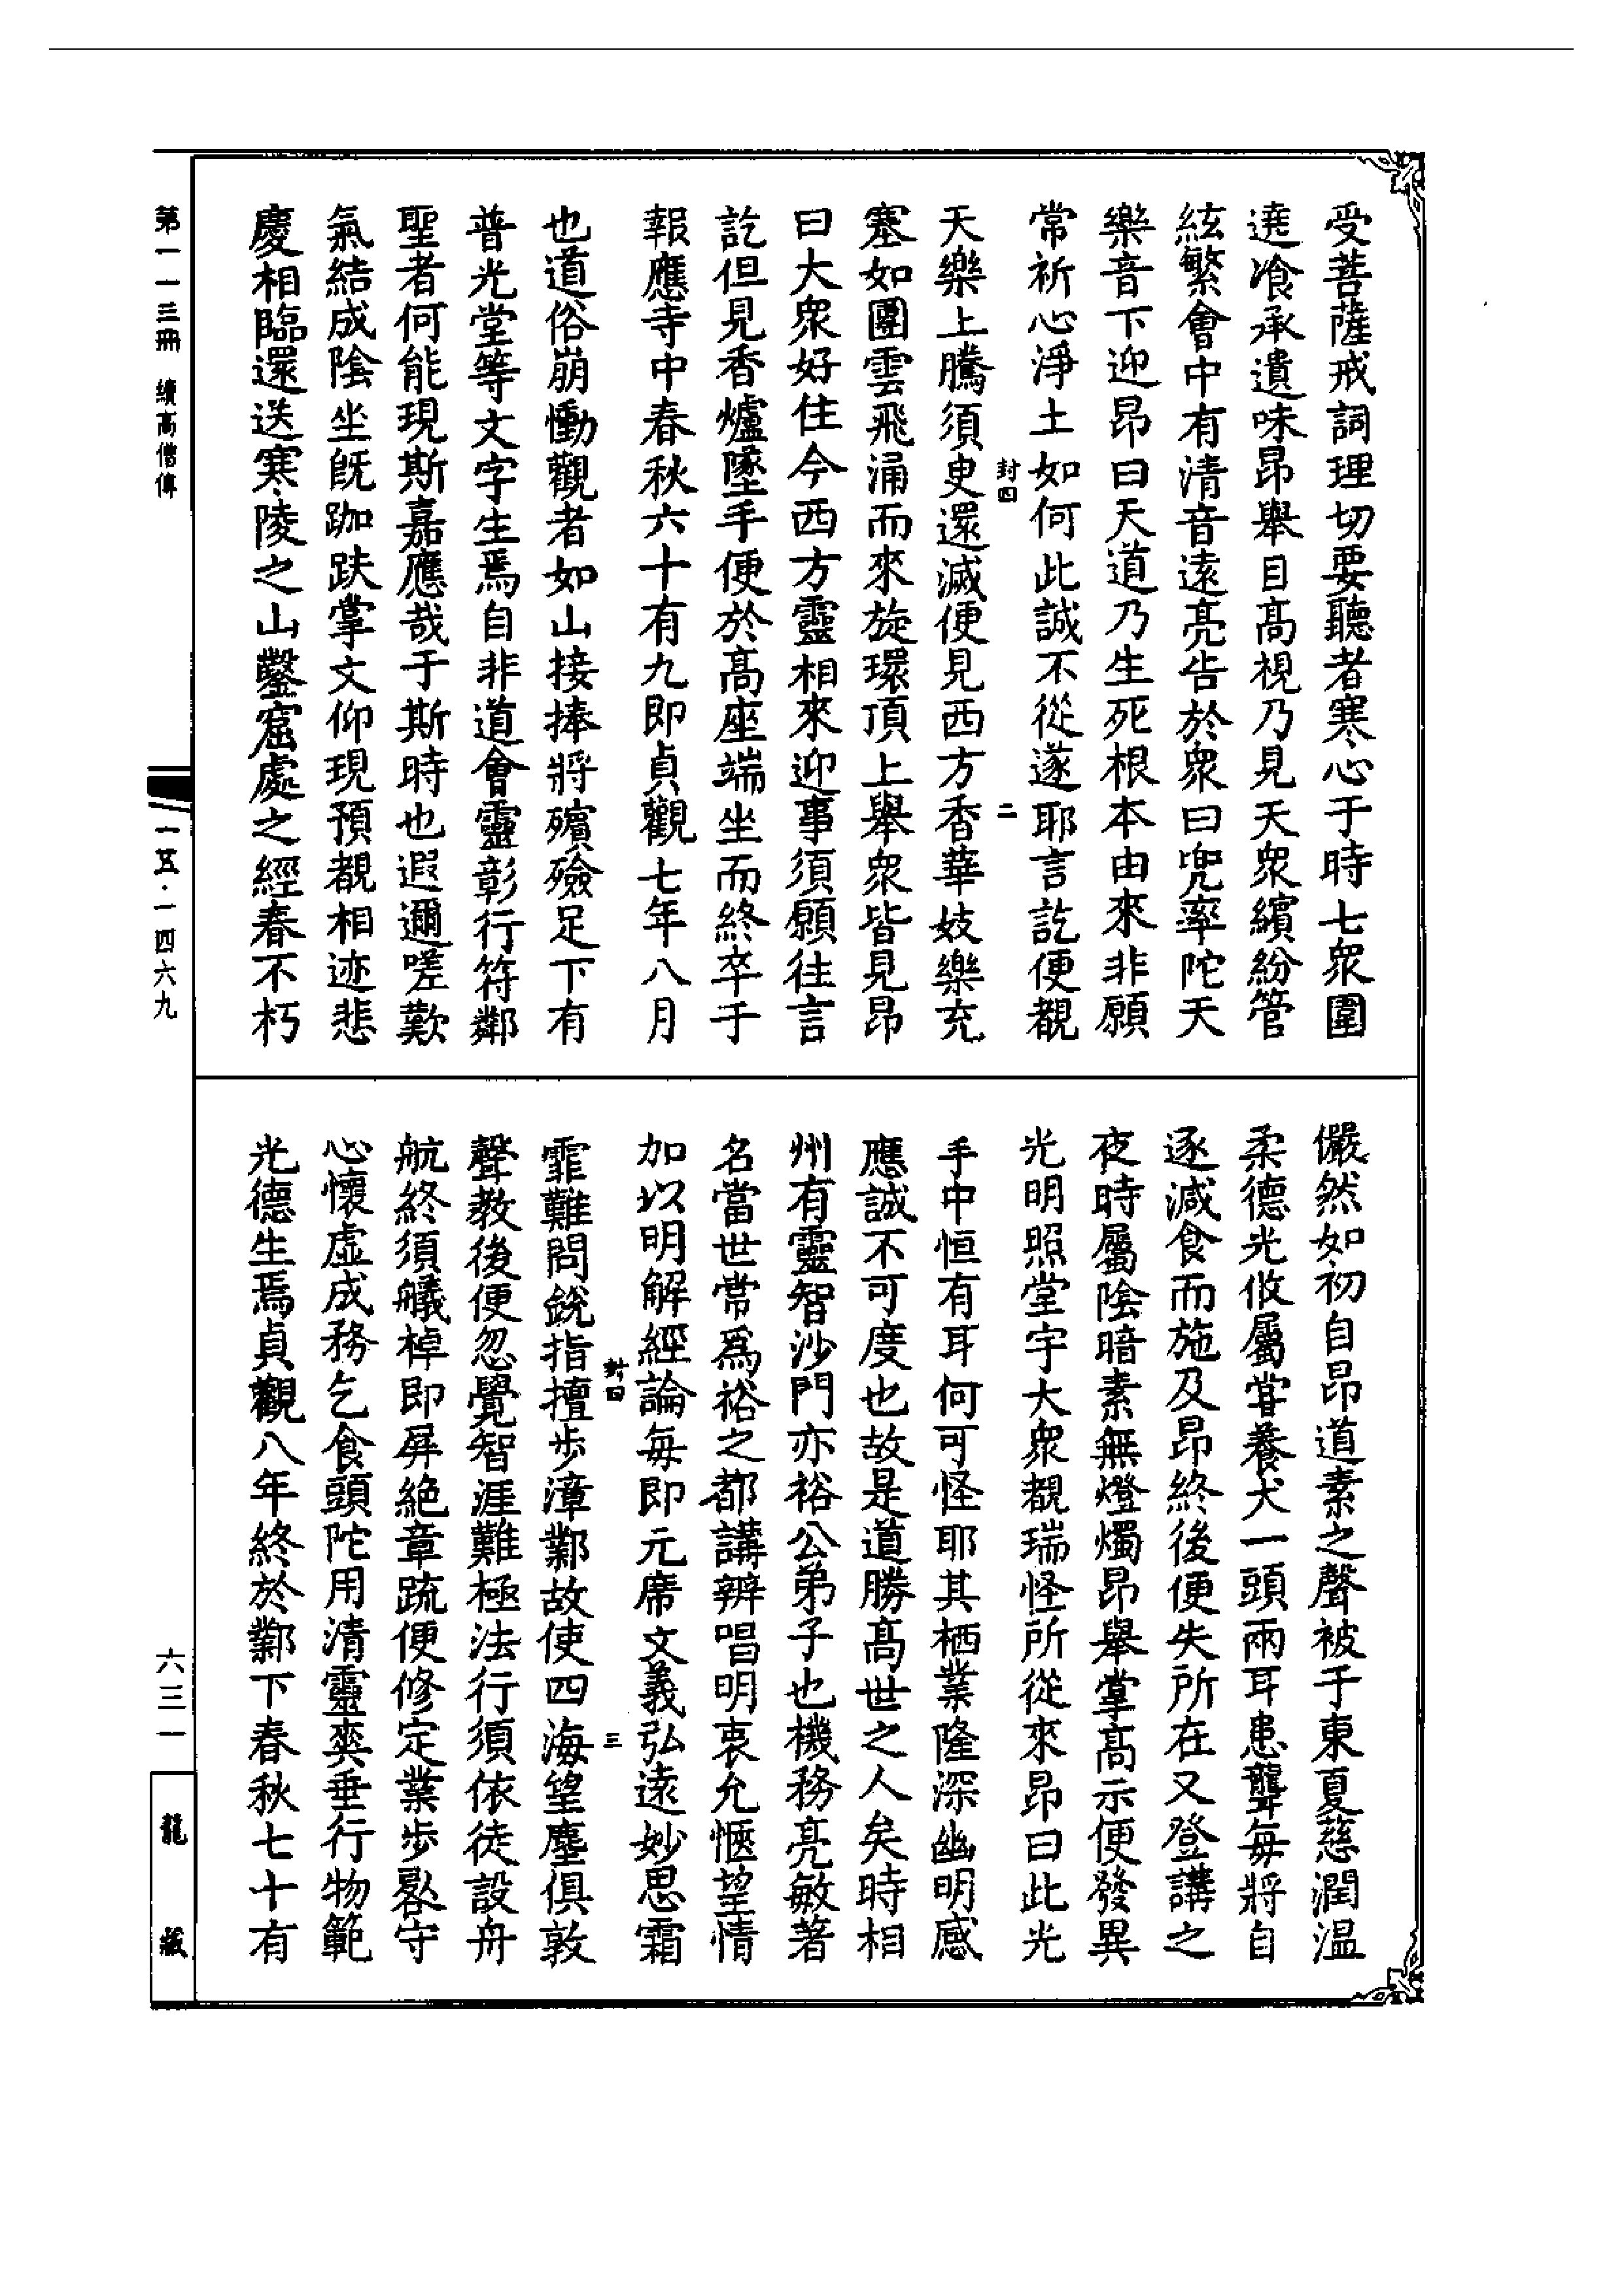 受菩薩戒詞理切要聽者寒心于時七衆圍
遶飡承遺味昂舉目髙視乃見天衆繽紛管
絃繁會中有清音遠亮告於衆曰兜率陀天
樂音下迎昂曰天道乃生死根本由來非願
常祈心淨土如何此誠不從遂耶言訖便覩
封四 二
天樂上騰須臾還滅便見西方香華妓樂充
塞如團雲飛涌而來旋環頂上舉衆皆見昂
曰大衆好住今西方靈相來迎事須願往言
訖但見香爐墜手便於髙座端坐而終卒于
報應寺中春秋六十有九即貞觀七年八月
也道俗崩慟觀者如山接捧將殯殮足下有
普光堂等文字生焉自非道會靈彰行符鄰
聖者何能現斯嘉應哉于斯時也遐邇嗟歎
氣結成陰坐既跏趺掌文仰現預覩相迹悲
慶相臨還送寒陵之山鑿窟處之經春不朽
儼然如初自昂道素之聲被于東夏慈潤温
柔德光攸屬甞養犬一頭兩耳患聾每將自
逐減食而施及昂終後便失所在又登講之
夜時屬陰暗素無燈燭昂舉掌髙示便發異
光明照堂宇大衆覩瑞怪所從來昂曰此光
手中恒有耳何可怪耶其栖業隆深幽明感
應誠不可度也故是道勝髙世之人矣時相
州有靈智沙門亦裕公弟子也機務亮敏著
名當世常爲裕之都講辨唱明衷允愜望情
加以明解經論每即元席文義弘遠妙思霜
封四 三
霏難問銳指擅步漳鄴故使四海望塵俱敦
聲教後便忽覺智涯難極法行須依徒設舟
航終須艤棹即屏絶章疏便修定業步畧守
心懷虛成務乞食頭陀用清靈爽垂行物範
光德生焉貞觀八年終於鄴下春秋七十有
第一一三冊 續高僧傳
一五·一四六九
六三一
龍藏